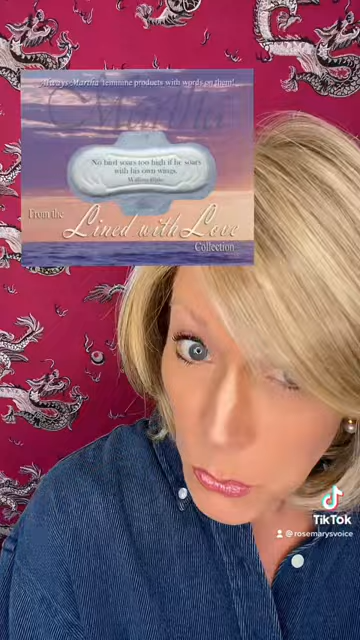 Always Martha feminine products with words on them!
Martha
No bird soars too high if he soars
with his own wings.
William Blake
From the
Lined with Love
Collection
TikTok
@rosemarysvoice